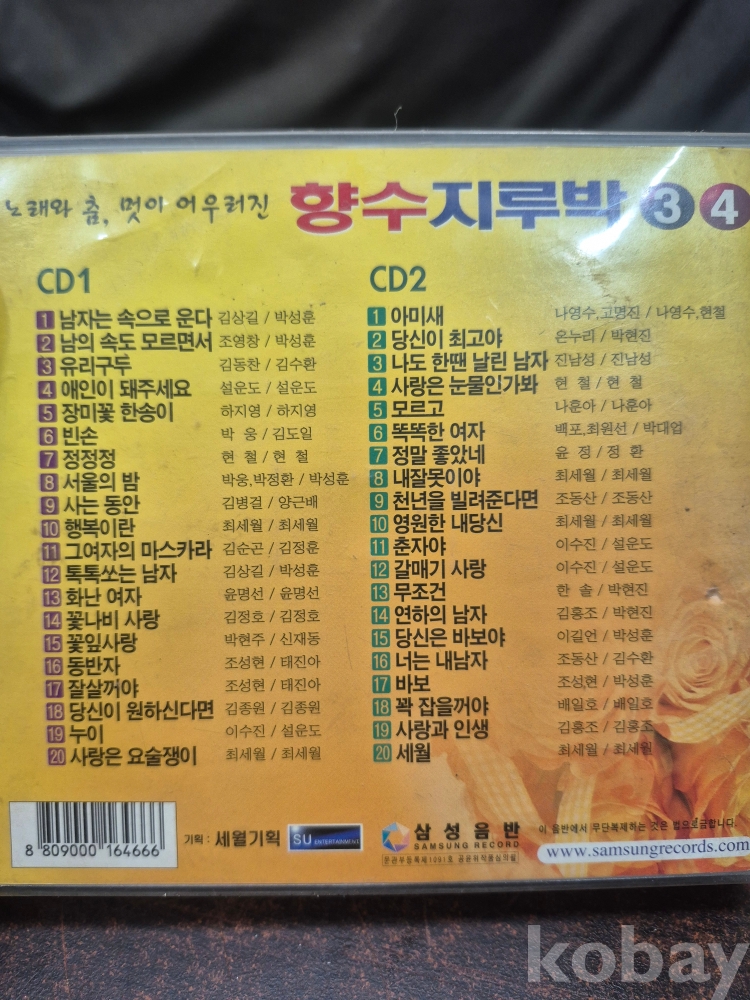 노래와 춤, 멋이 어우러진 향수지루박 3 4
CD1
1 남자는 속으로 운다 김상길 / 박성훈
2 남의 속도 모르면서 조영창 / 박성훈
3 유리구두 김동찬 / 김수환
4 애인이 돼주세요 설운도 / 설운도
5 장미꽃 한송이 하지영 / 하지영
6 빈손 박 웅 / 김도일
7 정정정 현 철 / 현 철
8 서울의 밤 박웅,박정환 / 박성훈
9 사는 동안 김병걸 / 양근배
10 행복이란 최세월 / 최세월
11 그여자의 마스카라 김순곤 / 김정훈
12 톡톡쏘는 남자 김상길 / 박성훈
13 화난 여자 윤명선 / 윤명선
14 꽃나비 사랑 김정호 / 김정호
15 꽃잎사랑 박현주 / 신재동
16 동반자 조성현 / 태진아
17 잘살꺼야 조성현 / 태진아
18 당신이 원하신다면 김종원 / 김종원
19 누이 이수진 / 설운도
20 사랑은 요술쟁이 최세월 / 최세월
CD2
1 아미새 나영수,고명진 / 나영수,현철
2 당신이 최고야 온누리 / 박현진
3 나도 한땐 날린 남자 진남성 / 진남성
4 사랑은 눈물인가봐 현 철 / 현 철
5 모르고 나훈아 / 나훈아
6 똑똑한 여자 백포,최원선 / 박대업
7 정말 좋았네 윤 정 / 정 환
8 내잘못이야 최세월 / 최세월
9 천년을 빌려준다면 조동산 / 조동산
10 영원한 내당신 최세월 / 최세월
11 춘자야 이수진 / 설운도
12 갈매기 사랑 이수진 / 설운도
13 무조건 한 솔 / 박현진
14 연하의 남자 김홍조 / 박현진
15 당신은 바보야 이길언 / 박성훈
16 너는 내남자 조동산 / 김수환
17 바보 조성현 / 박성훈
18 꽉 잡을꺼야 배일호 / 배일호
19 사랑과 인생 김홍조 / 김홍조
20 세월 최세월 / 최세월
8 809000 164666
기획 : 세월기획
SU ENTERTAINMENT
삼성음반
SAMSUNG RECORD
이 음반에서 무단복제하는 것은 법으로금합니다.
www.samsungrecords.com
kobay